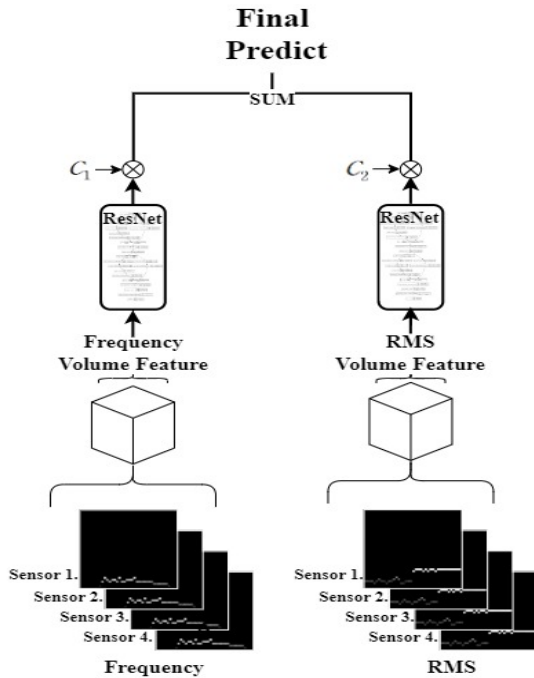 Final
Predict
SUM
C1
C2
ResNet
ResNet
Frequency
Volume Feature
RMS
Volume Feature
Sensor 1.
Sensor 2.
Sensor 3.
Sensor 4.
Frequency
Sensor 1.
Sensor 2.
Sensor 3.
Sensor 4.
RMS